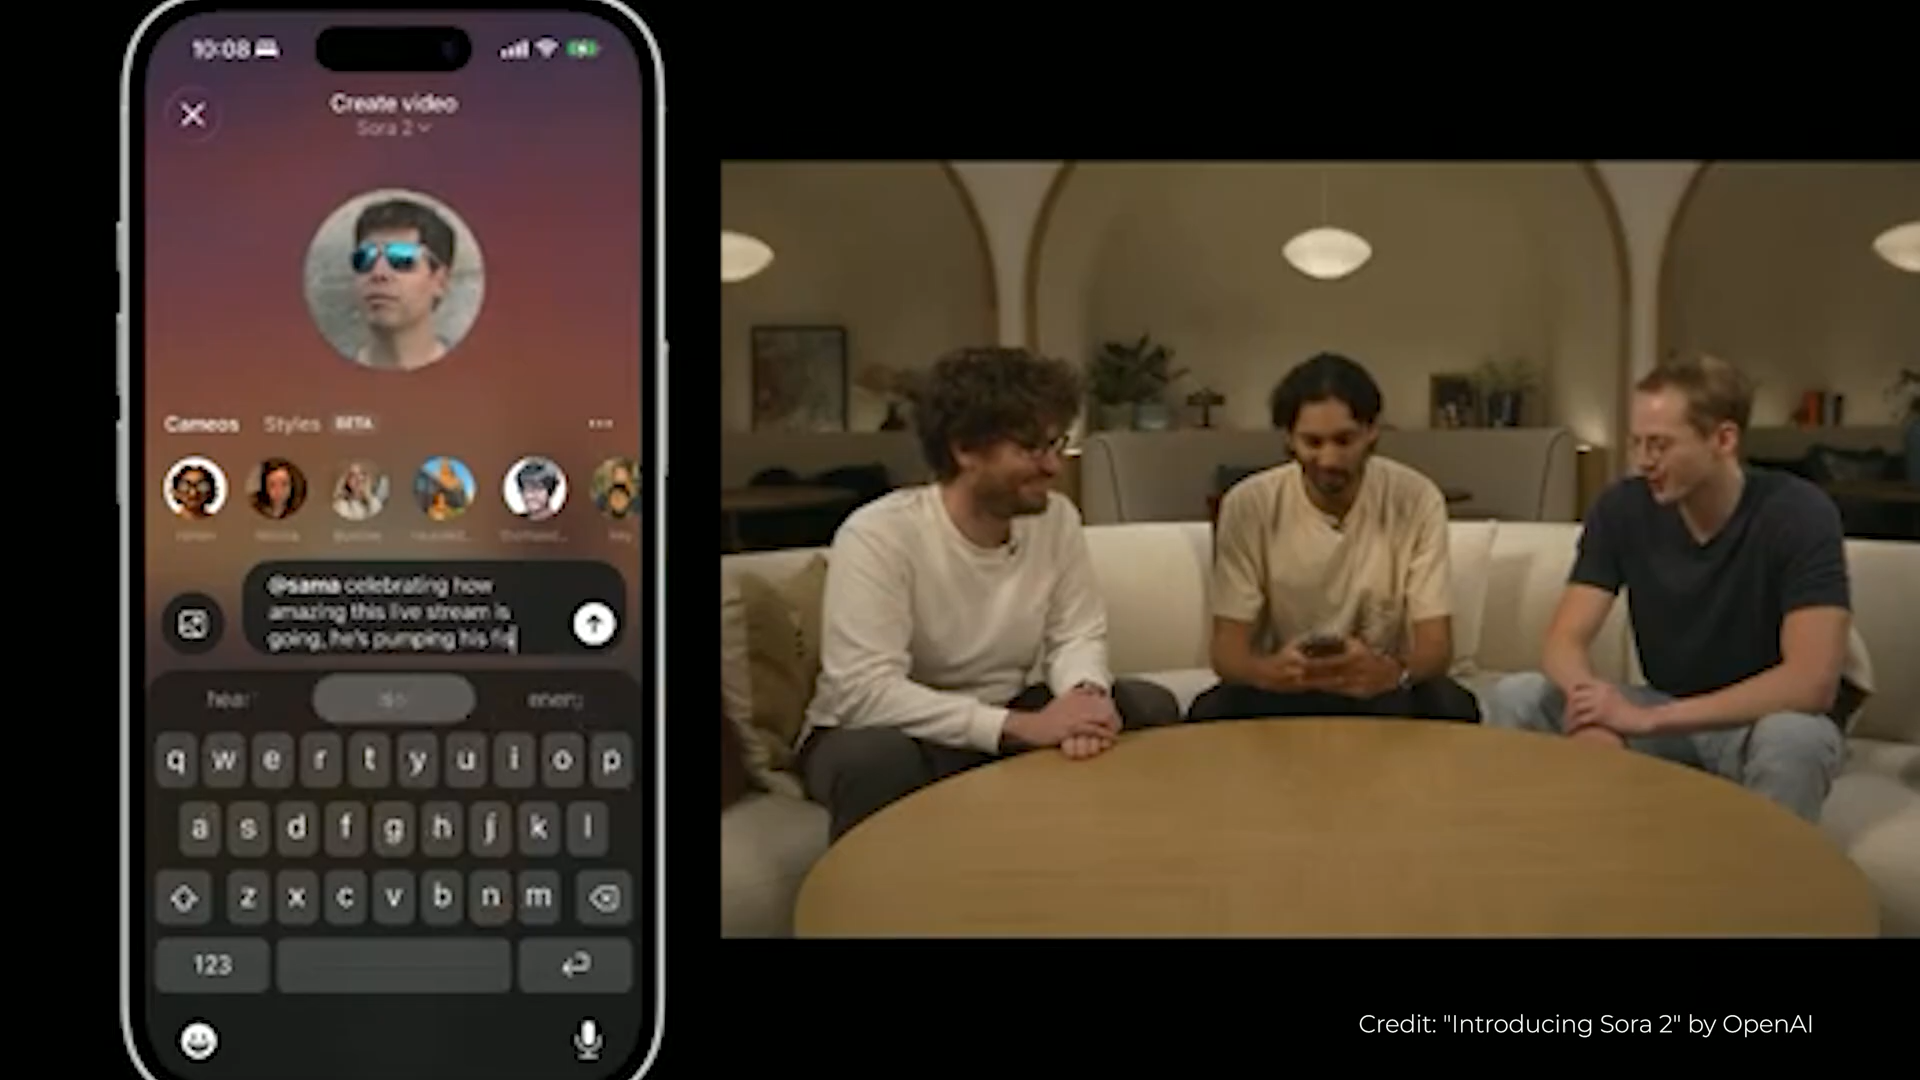 10:08
Create video
Sora 2
Cameos Styles BETA
@sama celebrating how
amazing this live stream is
going, he's pumping his fis
q w e r t y u i o p
a s d f g h j k l
z x c v b n m
123
Credit: "Introducing Sora 2" by OpenAI